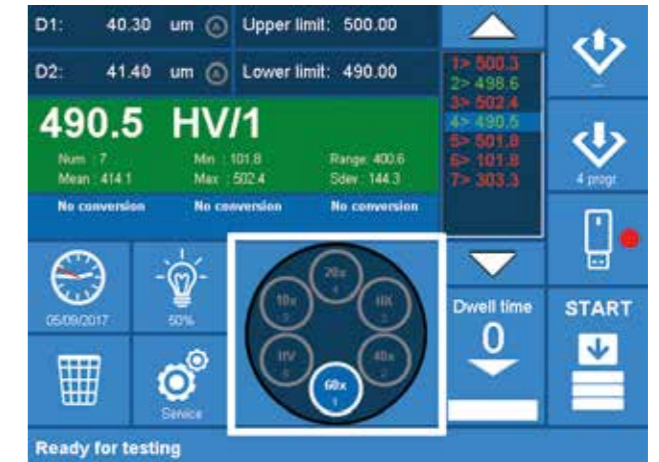 D1: 40.30 um A Upper limit: 500.00
D2: 41.40 um A Lower limit: 490.00
490.5 HV/1
Num : 7 Min : 101.8 Range: 400.6
Mean : 414.1 Max : 502.4 Sdev : 144.3
No conversion No conversion No conversion
1> 500.3
2> 498.6
3> 502.4
4> 490.5
5> 501.8
6> 101.8
7> 303.3
...
4 progr.
05/09/2017
50%
20x
4
10x
HX
HV
40x
2
60x
1
Dwell time
0
START
Service
Ready for testing